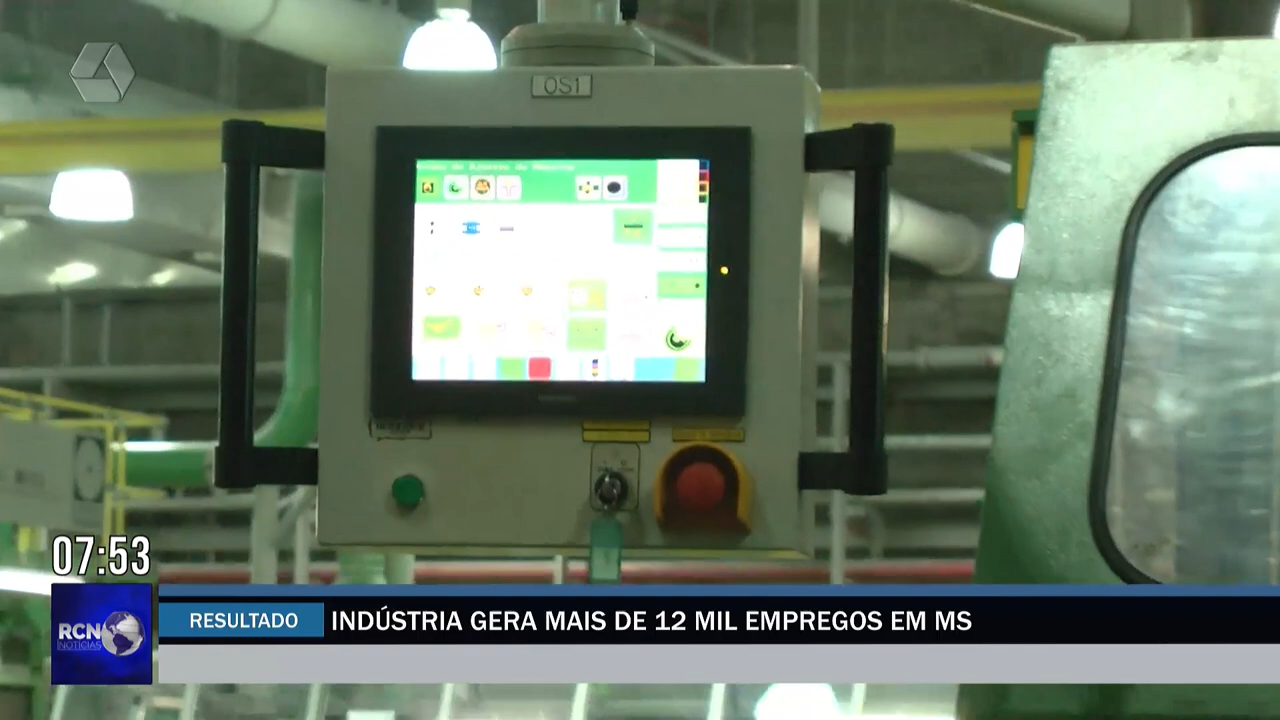 OS1
07:53
RCN
NOTÍCIAS
RESULTADO
INDÚSTRIA GERA MAIS DE 12 MIL EMPREGOS EM MS